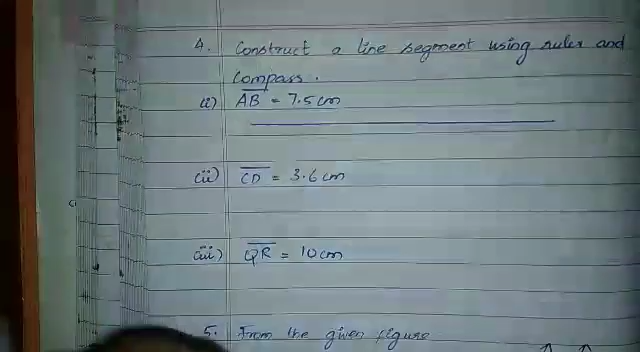 4. Construct a line segment using ruler and
compass.
(i) AB = 7.5 cm
(ii) CD = 3.6 cm
(iii) QR = 10 cm
5. From the given figure